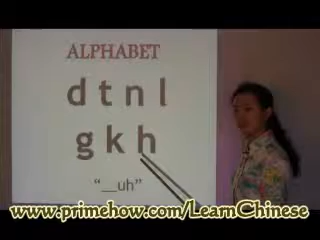 ALPHABET
d t n l
g k h
“__uh”
www.primehow.com/LearnChinese